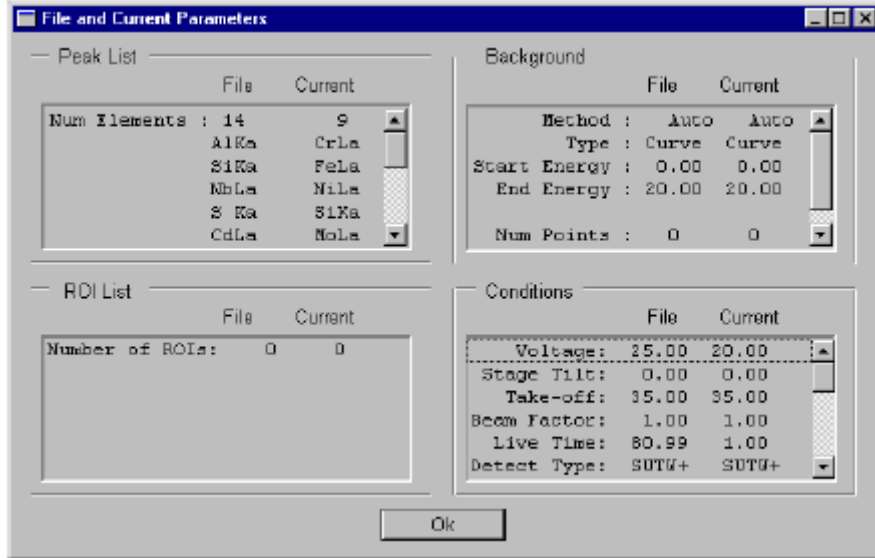 File and Current Parameters
Peak List
File Current
Num Elements : 14 9
AlKa CrLa
SiKa FeLa
NbLa NiLa
S Ka SiKa
CdLa MoLa
Background
File Current
Method : Auto Auto
Type : Curve Curve
Start Energy : 0.00 0.00
End Energy : 20.00 20.00
Num Points : 0 0
ROI List
File Current
Number of ROIs: 0 0
Conditions
File Current
Voltage: 25.00 20.00
Stage Tilt: 0.00 0.00
Take-off: 35.00 35.00
Beam Factor: 1.00 1.00
Live Time: 80.99 1.00
Detect Type: SUTW+ SUTW+
Ok